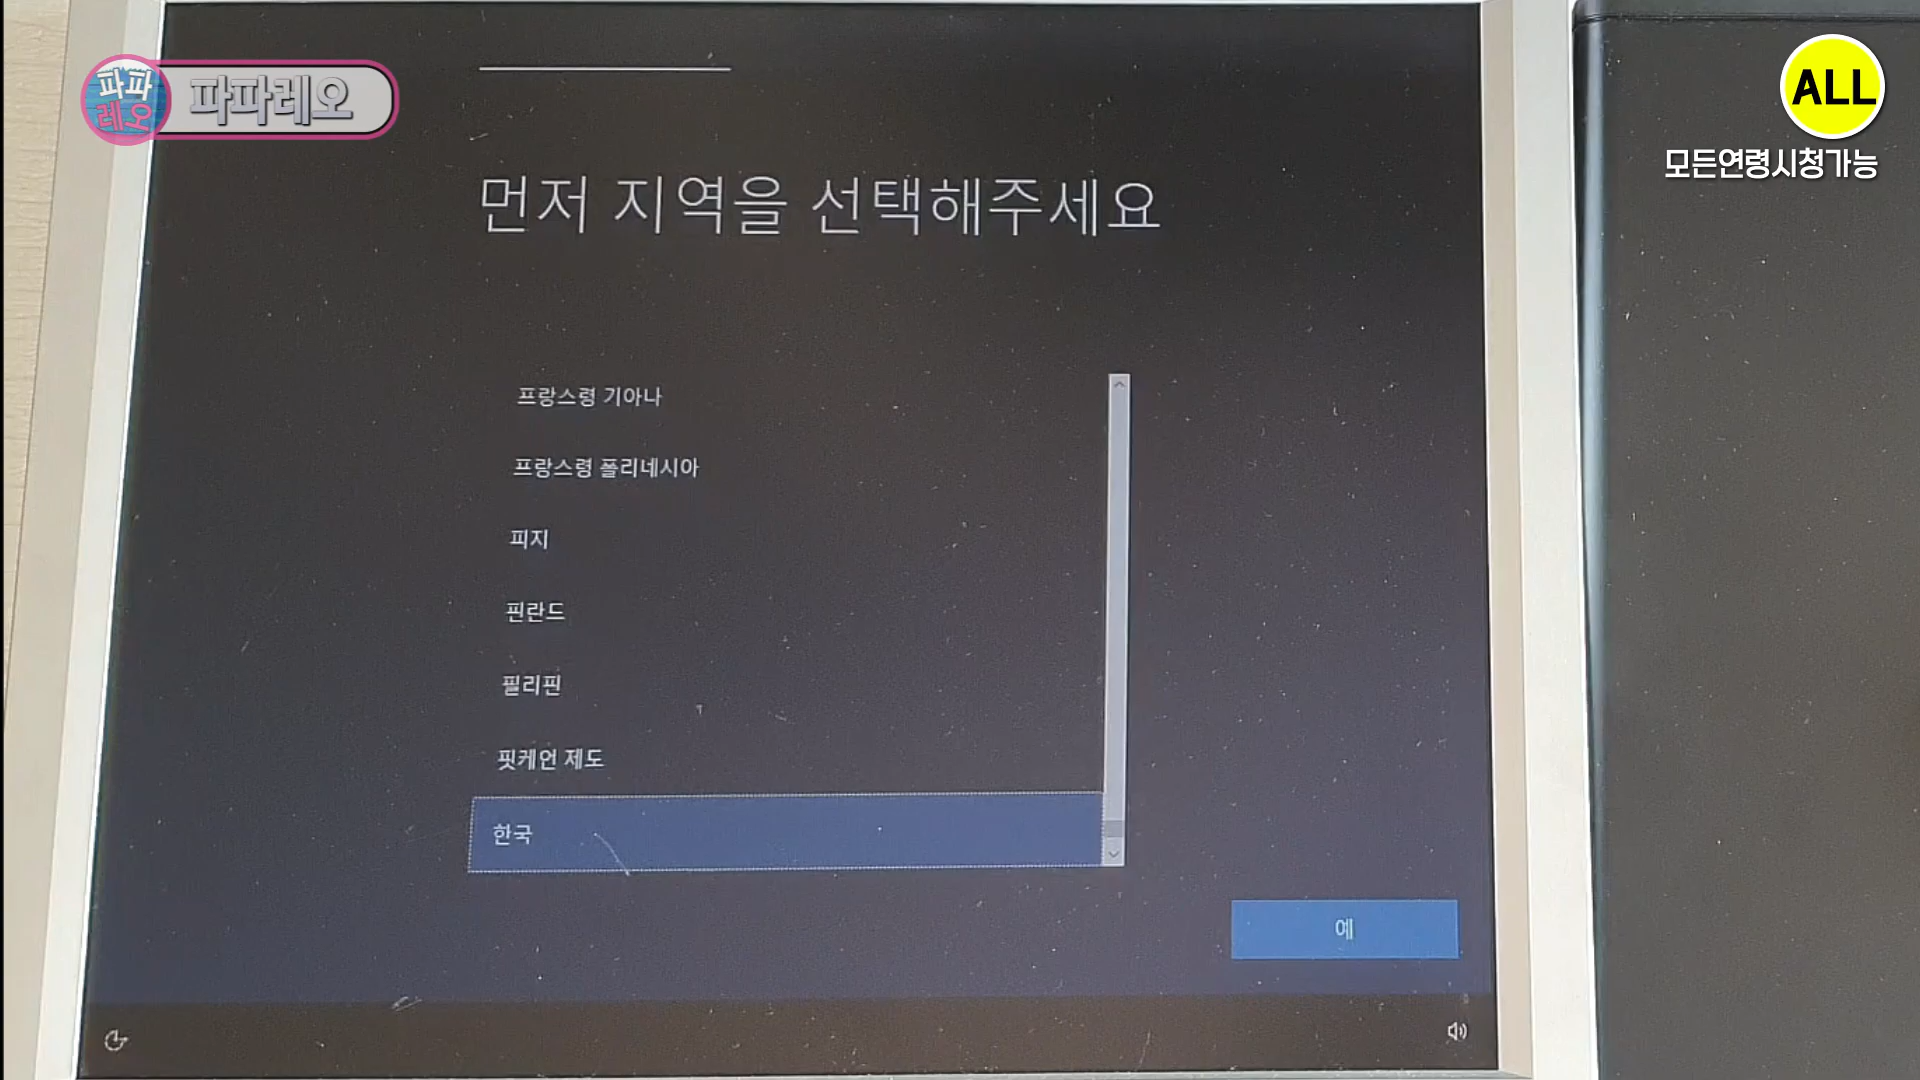 파파
레오
파파레오
ALL
모든연령시청가능
먼저 지역을 선택해주세요
프랑스령 기아나
프랑스령 폴리네시아
피지
핀란드
필리핀
핏케언 제도
한국
예